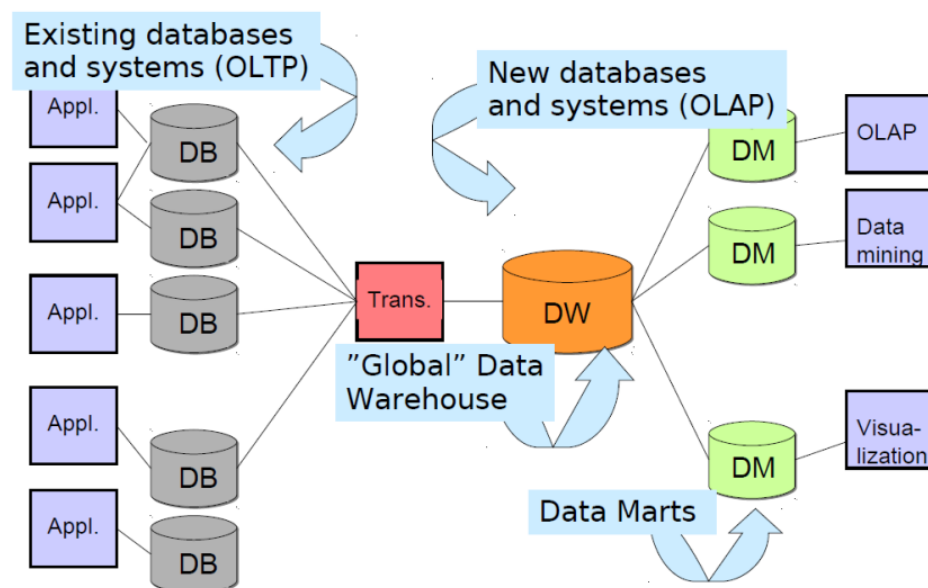 Existing databases
and systems (OLTP)
New databases
and systems (OLAP)
Appl.
DB
DM
OLAP
Appl.
DB
DM
Data
mining
Appl.
DB
Trans.
DW
”Global” Data
Warehouse
Appl.
DB
DM
Visua-
lization
Data Marts
Appl.
DB